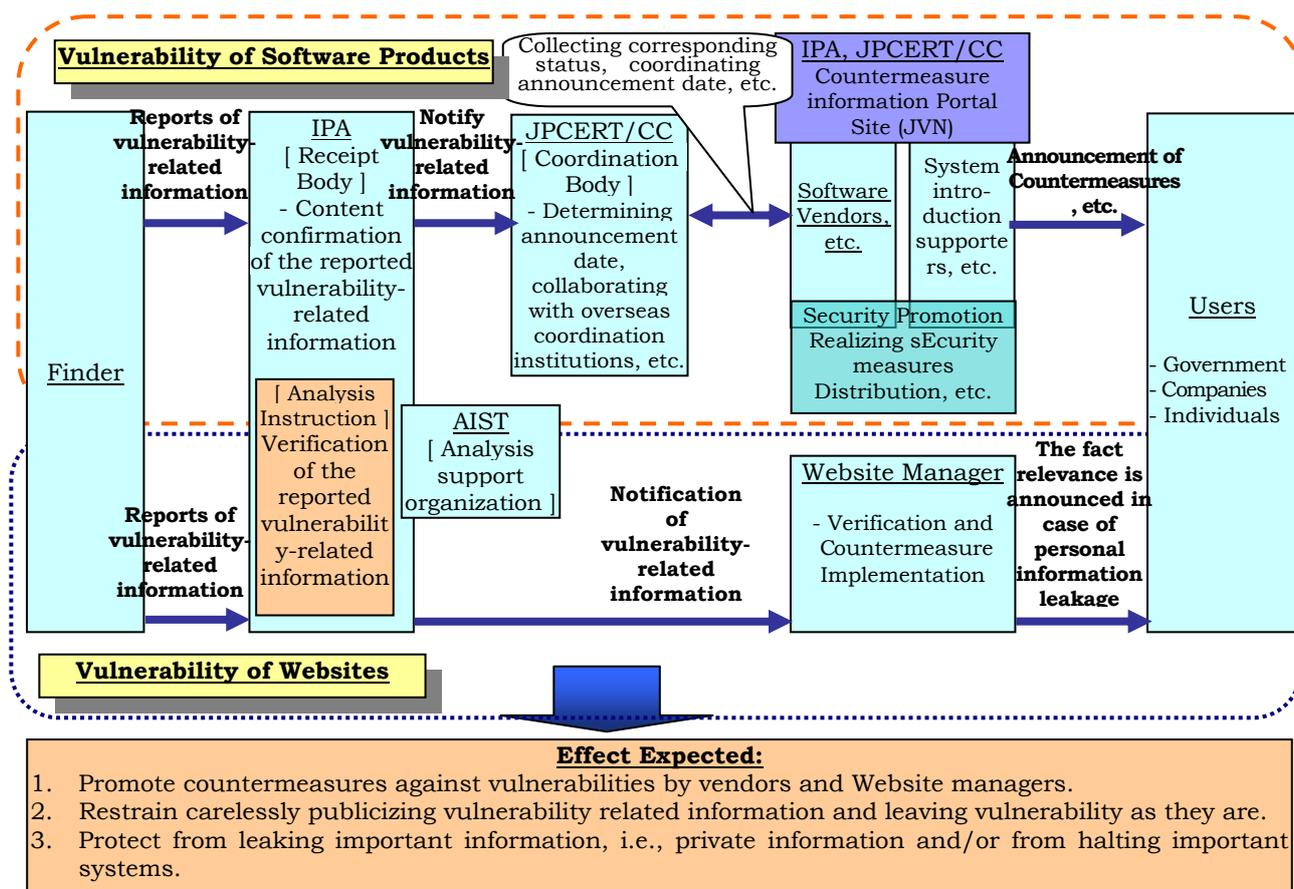 Vulnerability of Software Products
Collecting corresponding
status, coordinating
announcement date, etc.
IPA, JPCERT/CC
Countermeasure
information Portal
Site (JVN)
Finder
Reports of
vulnerability-
related
information
IPA
[ Receipt
Body ]
- Content
confirmation
of the reported
vulnerability-
related
information
Notify
vulnerability-
related
information
JPCERT/CC
[ Coordination
Body ]
- Determining
announcement
date,
collaborating
with overseas
coordination
institutions, etc.
Software
Vendors,
etc.
System
intro-
duction
supporte
rs, etc.
Security Promotion
Realizing sEcurity
measures
Distribution, etc.
Announcement of
Countermeasures
, etc.
Users
- Government
- Companies
- Individuals
[ Analysis
Instruction ]
Verification
of the
reported
vulnerabilit
y-related
information
AIST
[ Analysis
support
organization ]
Reports of
vulnerability-
related
information
Notification
of
vulnerability-
related
information
Website Manager
- Verification and
Countermeasure
Implementation
The fact
relevance is
announced in
case of
personal
information
leakage
Vulnerability of Websites
Effect Expected:
1. Promote countermeasures against vulnerabilities by vendors and Website managers.
2. Restrain carelessly publicizing vulnerability related information and leaving vulnerability as they are.
3. Protect from leaking important information, i.e., private information and/or from halting important
systems.